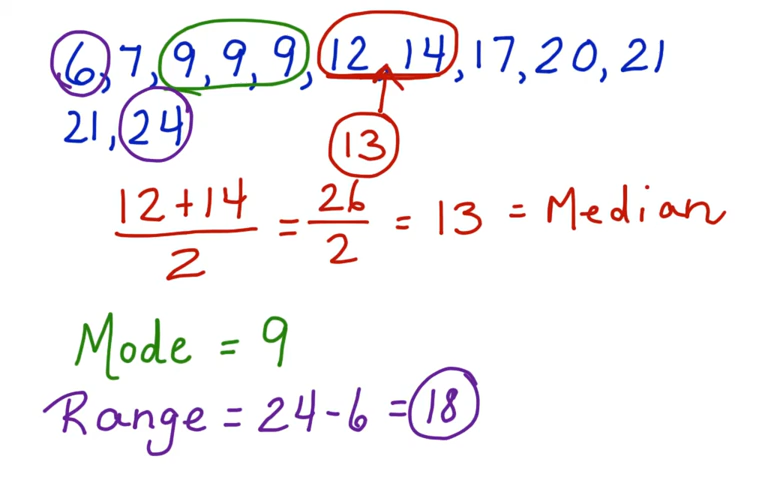 6, 7, 9, 9, 9, 12, 14, 17, 20, 21
21, 24
13
12+14/2 = 26/2 = 13 = Median
Mode = 9
Range = 24-6 = 18